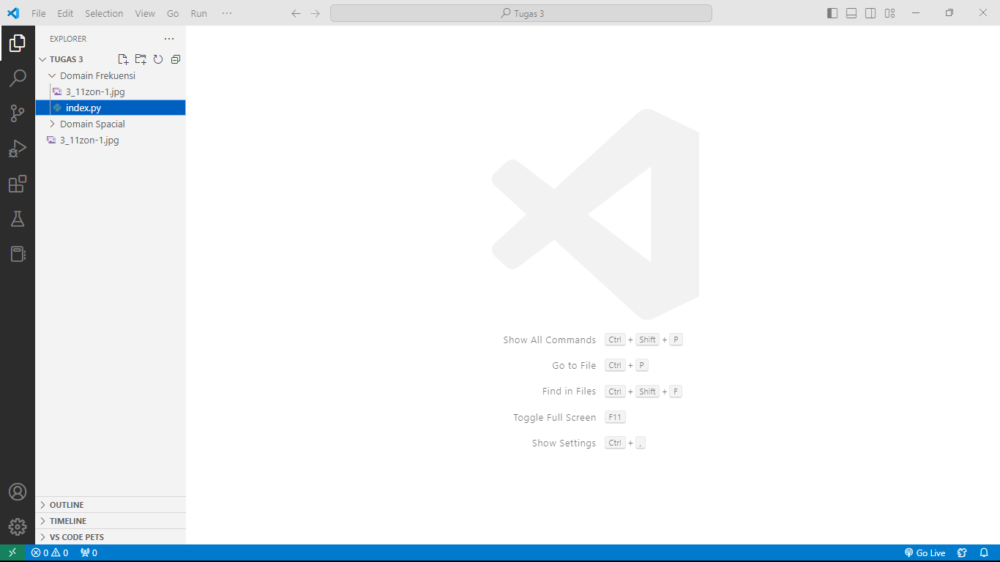 File Edit Selection View Go Run ···
Tugas 3
EXPLORER ···
TUGAS 3
Domain Frekuensi
3_11zon-1.jpg
index.py
Domain Spacial
3_11zon-1.jpg
Show All Commands Ctrl + Shift + P
Go to File Ctrl + P
Find in Files Ctrl + Shift + F
Toggle Full Screen F11
Show Settings Ctrl + ,
OUTLINE
TIMELINE
VS CODE PETS
0 0 0 Go Live